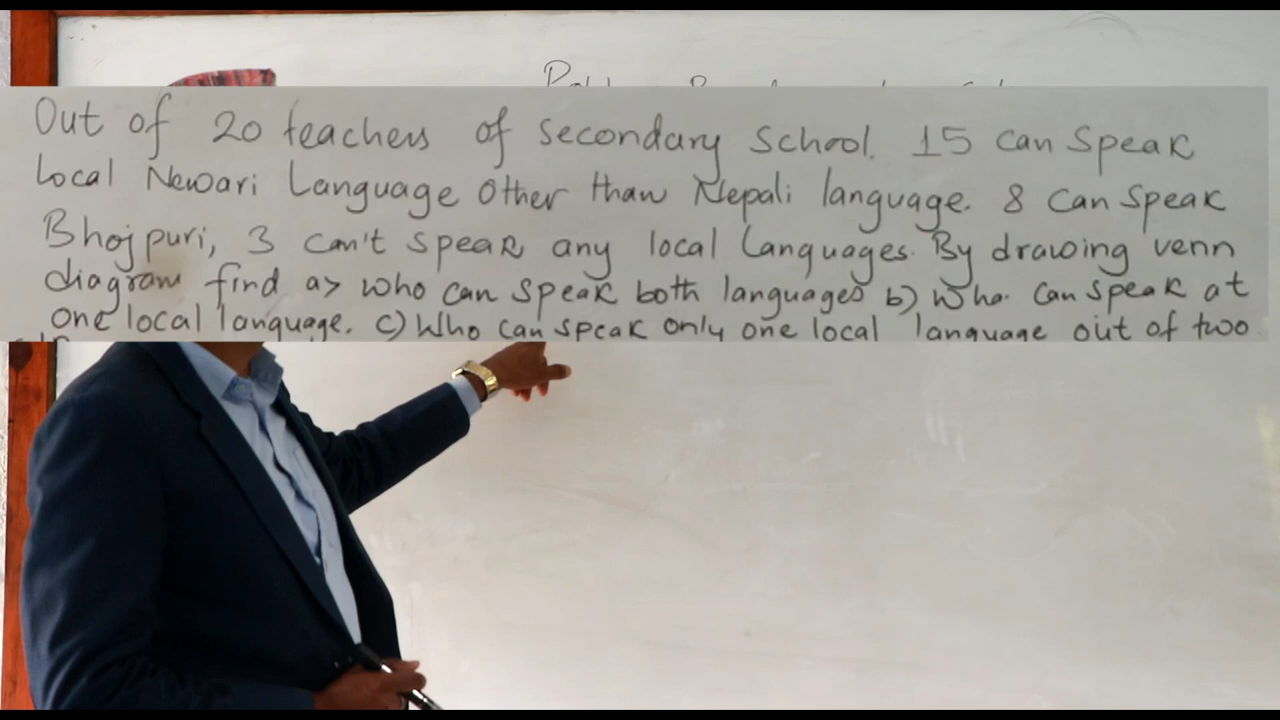 Out of 20 teachers of secondary school. 15 can speak
local Newari Language other than Nepali language. 8 can speak
Bhojpuri, 3 can't speak any local languages. By drawing venn
diagram find a> who can speak both languages b) Who can speak at
one local language. c) Who can speak only one local language out of two